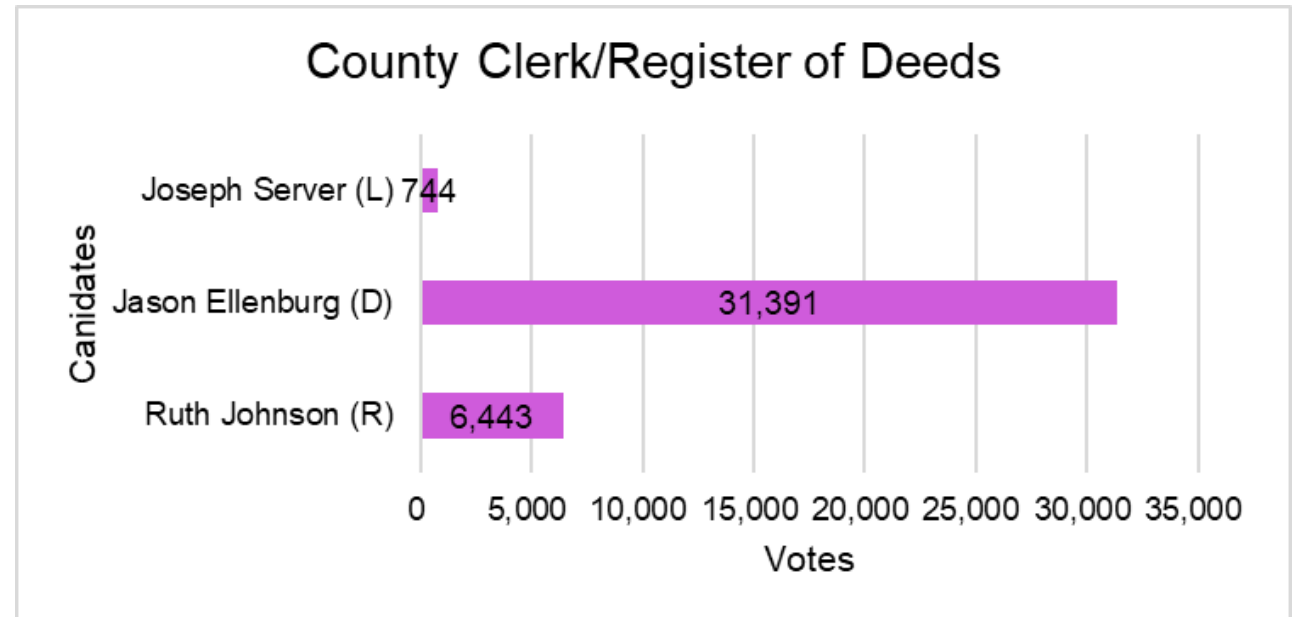 County Clerk/Register of Deeds
Joseph Server (L) 744
Canidates
Jason Ellenburg (D) 31,391
Ruth Johnson (R) 6,443
0 5,000 10,000 15,000 20,000 25,000 30,000 35,000
Votes